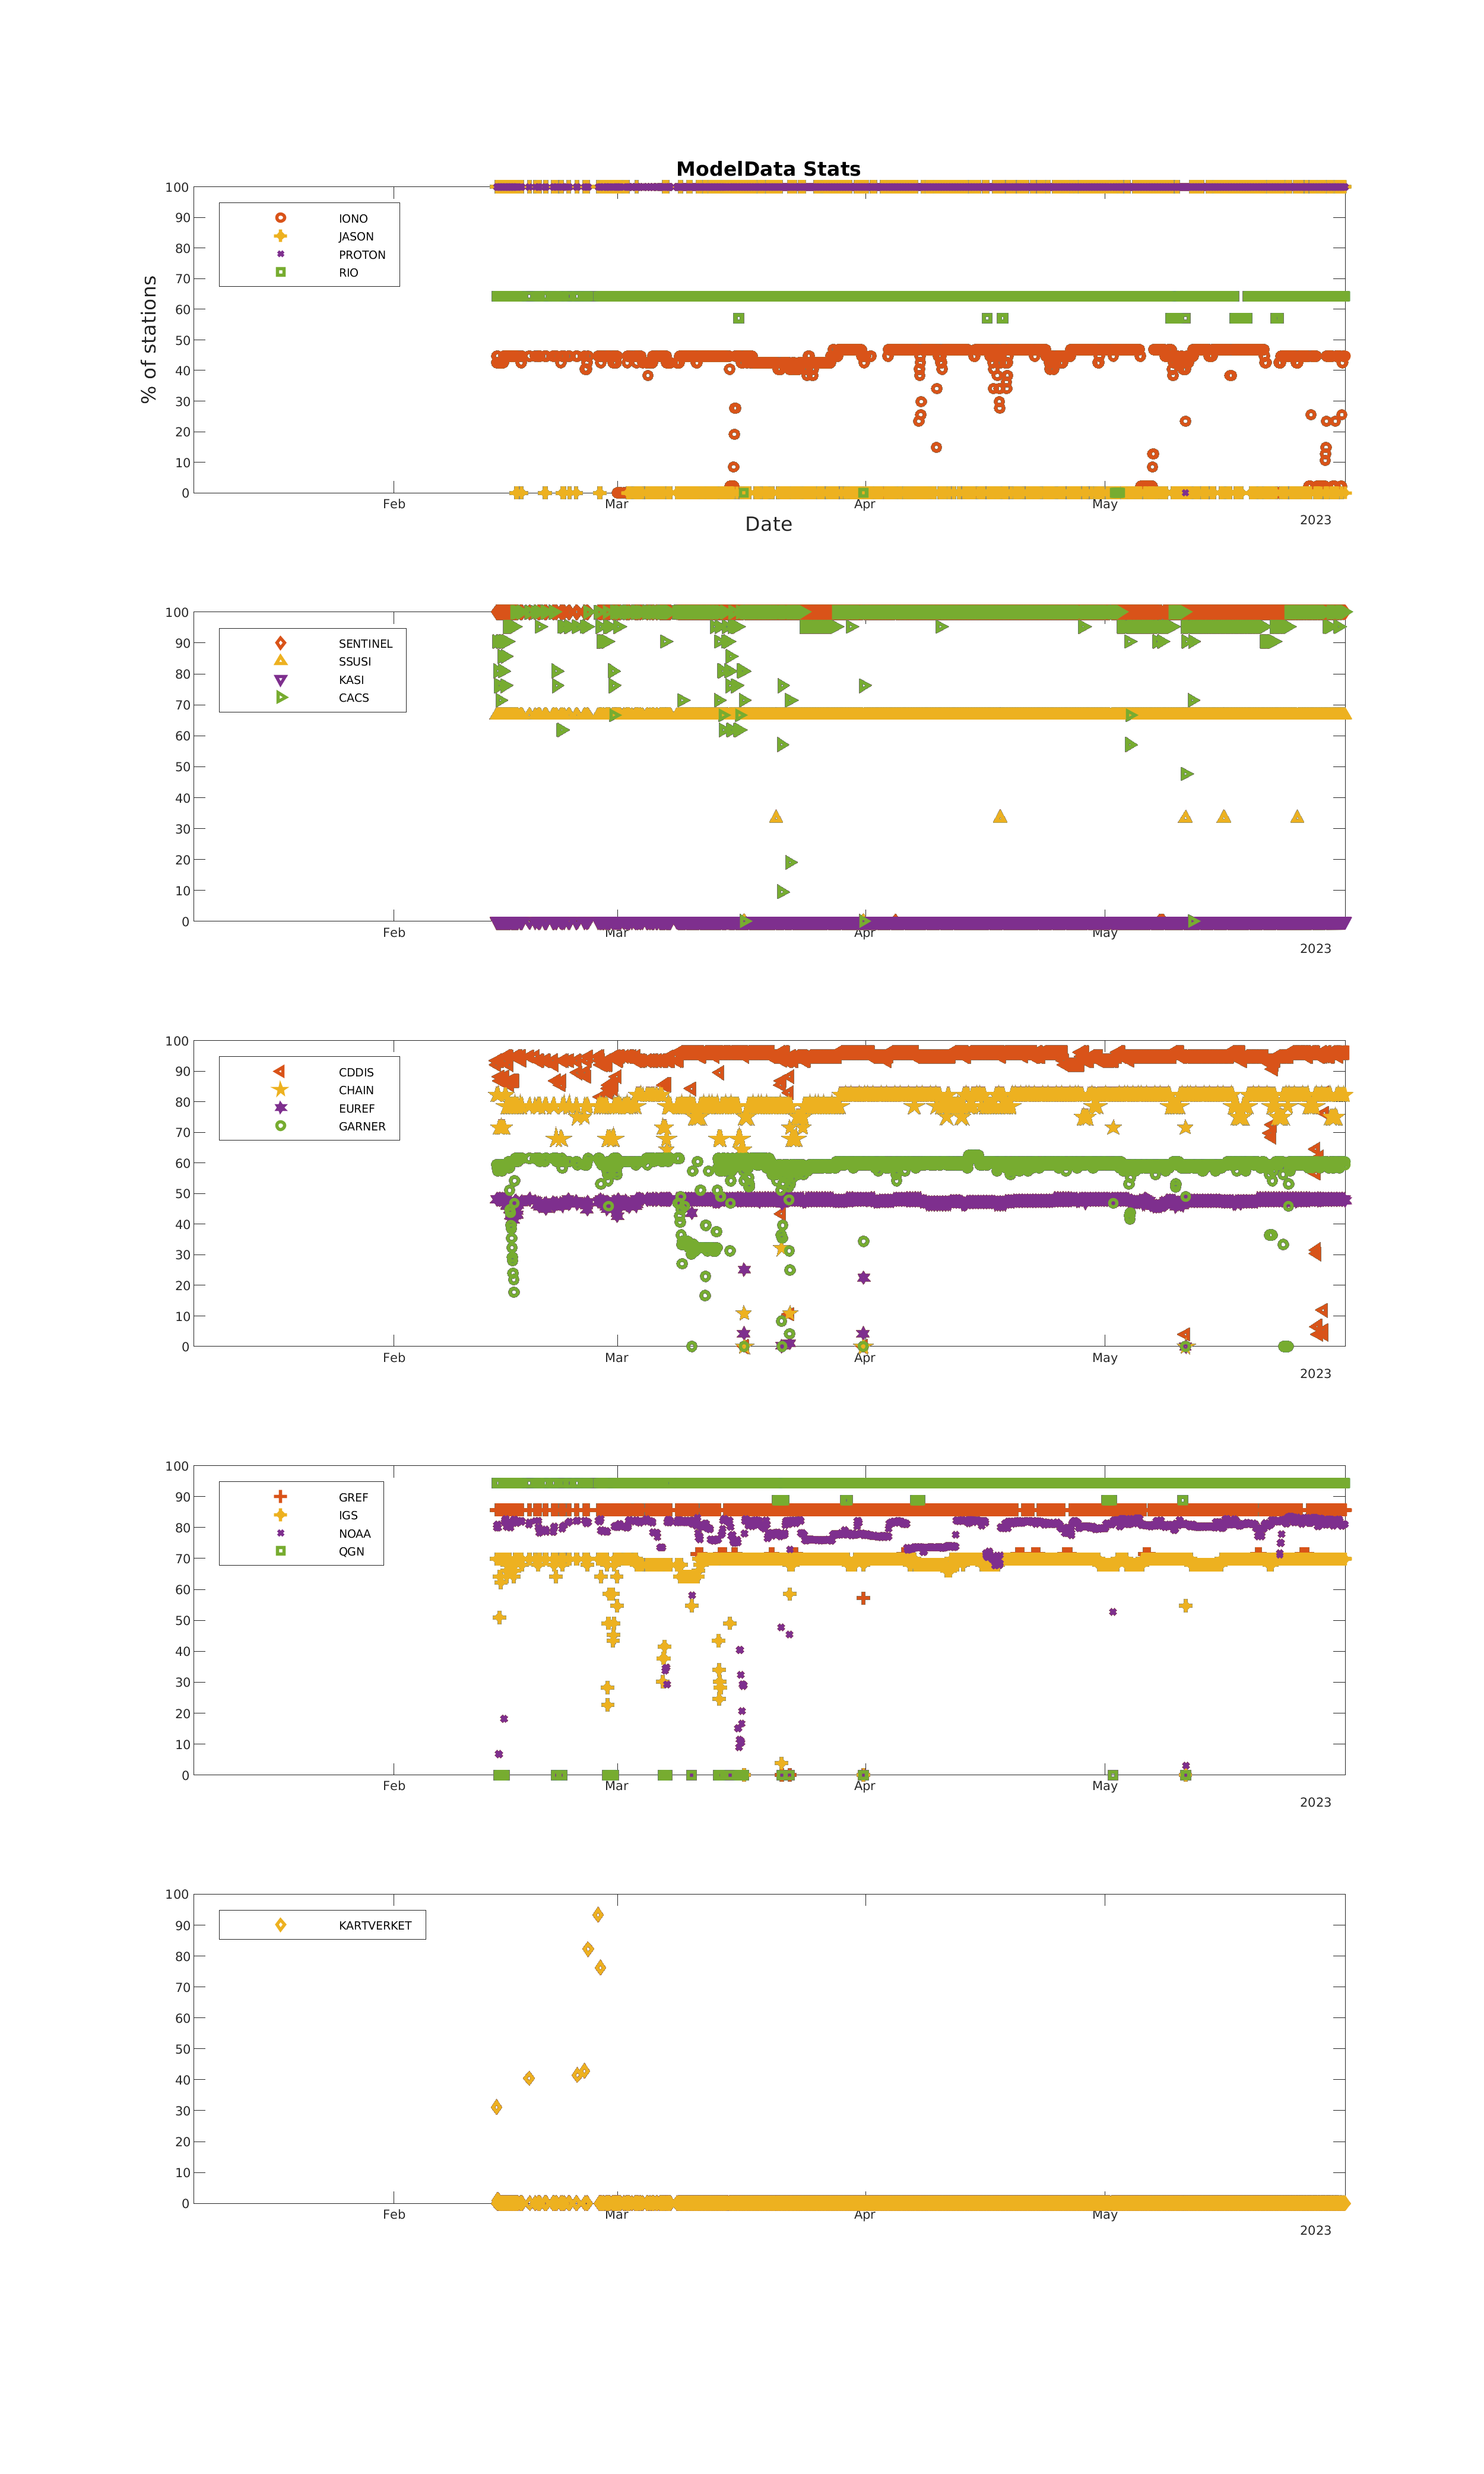 ModelData Stats
100
90
80
70
60
50
40
30
20
10
0
% of stations
IONO
JASON
PROTON
RIO
Feb Mar Apr May
2023
Date
100
90
80
70
60
50
40
30
20
10
0
SENTINEL
SSUSI
KASI
CACS
Feb Mar Apr May
2023
100
90
80
70
60
50
40
30
20
10
0
CDDIS
CHAIN
EUREF
GARNER
Feb Mar Apr May
2023
100
90
80
70
60
50
40
30
20
10
0
GREF
IGS
NOAA
QGN
Feb Mar Apr May
2023
100
90
80
70
60
50
40
30
20
10
0
KARTVERKET
Feb Mar Apr May
2023